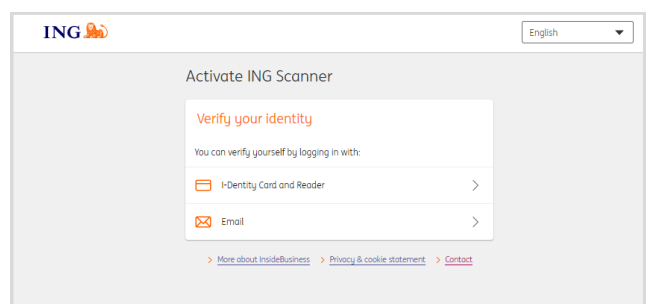 ING
English
Activate ING Scanner
Verify your identity
You can verify yourself by logging in with:
I-Dentity Card and Reader
Email
More about InsideBusiness Privacy & cookie statement Contact